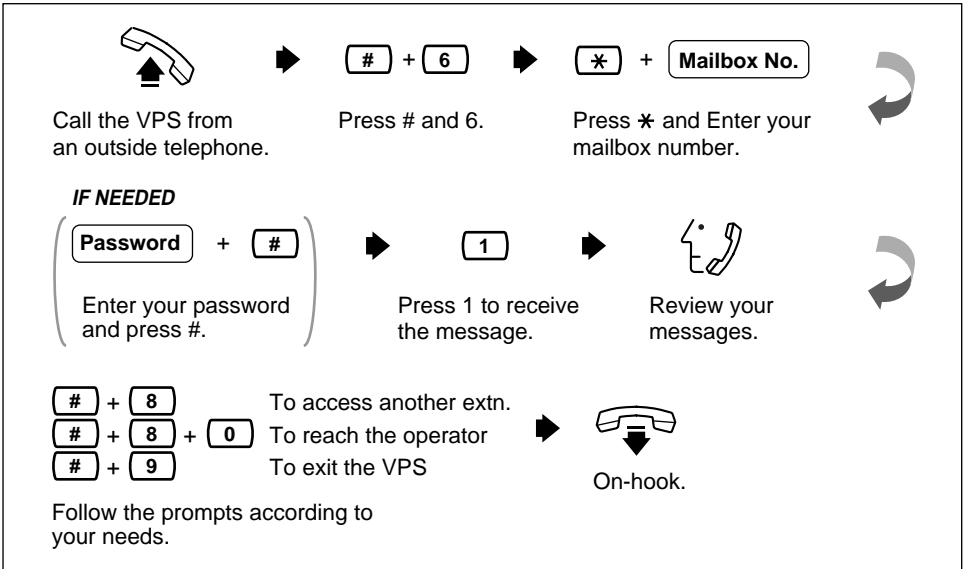 # + 6 * + Mailbox No.
Call the VPS from
an outside telephone.
Press # and 6.
Press * and Enter your
mailbox number.
IF NEEDED
Password + #
Enter your password
and press #.
1
Press 1 to receive
the message.
Review your
messages.
# + 8 To access another extn.
# + 8 + 0 To reach the operator
# + 9 To exit the VPS
On-hook.
Follow the prompts according to
your needs.